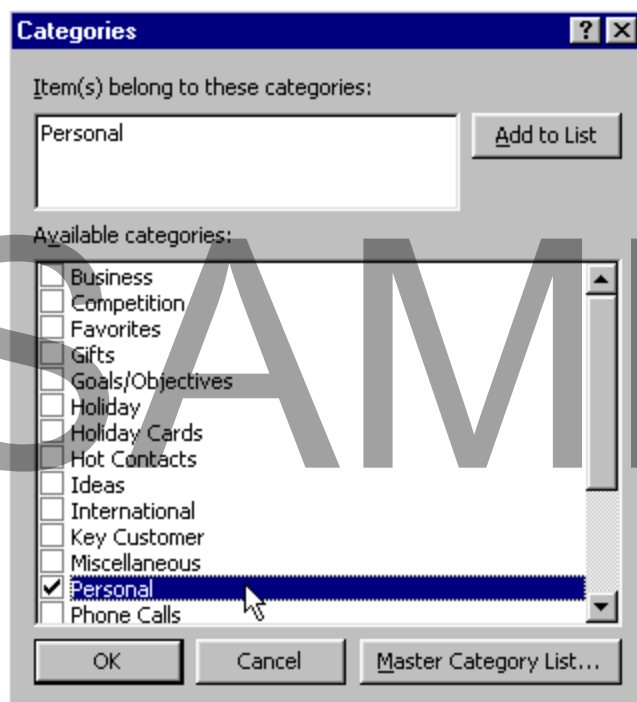 Categories
Item(s) belong to these categories:
Personal
Add to List
Available categories:
Business
Competition
Favorites
Gifts
Goals/Objectives
Holiday
Holiday Cards
Hot Contacts
Ideas
International
Key Customer
Miscellaneous
Personal
Phone Calls
OK Cancel Master Category List...
SAM